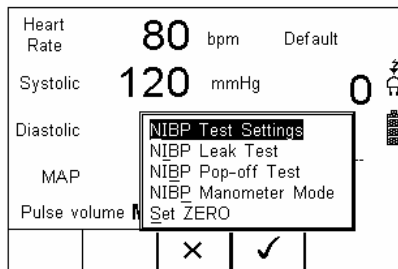 Heart Rate 80 bpm Default
Systolic 120 mmHg 0
Diastolic
MAP
Pulse volume
NIBP Test Settings
NIBP Leak Test
NIBP Pop-off Test
NIBP Manometer Mode
Set ZERO